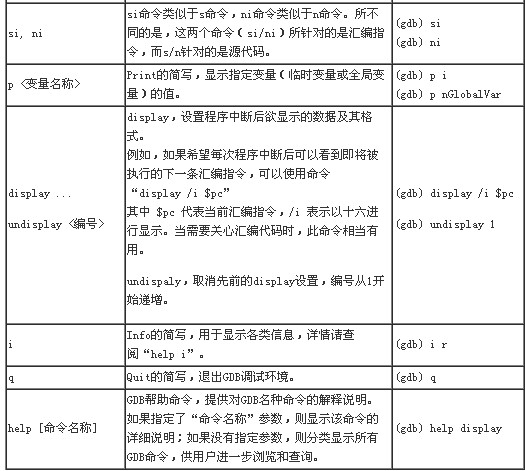 si, ni
si命令类似于s命令，ni命令类似于n命令。所不
同的是，这两个命令（si/ni）所针对的是汇编指
令，而s/n针对的是源代码。
(gdb) si
(gdb) ni
p <变量名称>
Print的简写，显示指定变量（临时变量或全局变
量）的值。
(gdb) p i
(gdb) p nGlobalVar
display ...
undisplay <编号>
display，设置程序中断后欲显示的数据及其格
式。
例如，如果希望每次程序中断后可以看到即将被
执行的下一条汇编指令，可以使用命令
“display /i $pc”
其中 $pc 代表当前汇编指令，/i 表示以十六进
行显示。当需要关心汇编代码时，此命令相当有
用。
undispaly，取消先前的display设置，编号从1开
始递增。
(gdb) display /i $pc
(gdb) undisplay 1
i
Info的简写，用于显示各类信息，详情请查
阅“help i”。
(gdb) i r
q
Quit的简写，退出GDB调试环境。
(gdb) q
help [命令名称]
GDB帮助命令，提供对GDB名种命令的解释说明。
如果指定了“命令名称”参数，则显示该命令的
详细说明；如果没有指定参数，则分类显示所有
GDB命令，供用户进一步浏览和查询。
(gdb) help display